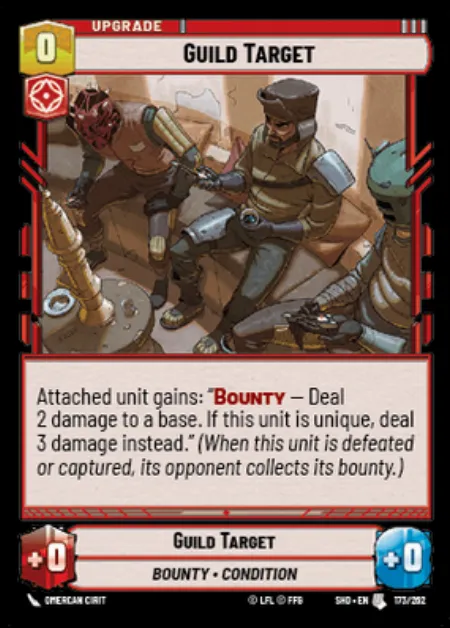 UPGRADE
0
GUILD TARGET
Attached unit gains: "BOUNTY — Deal
2 damage to a base. If this unit is unique, deal
3 damage instead." (When this unit is defeated
or captured, its opponent collects its bounty.)
+0
GUILD TARGET
+0
BOUNTY • CONDITION
OMERCAN CIRIT
© LFL © FFG
SHD • EN
173/262